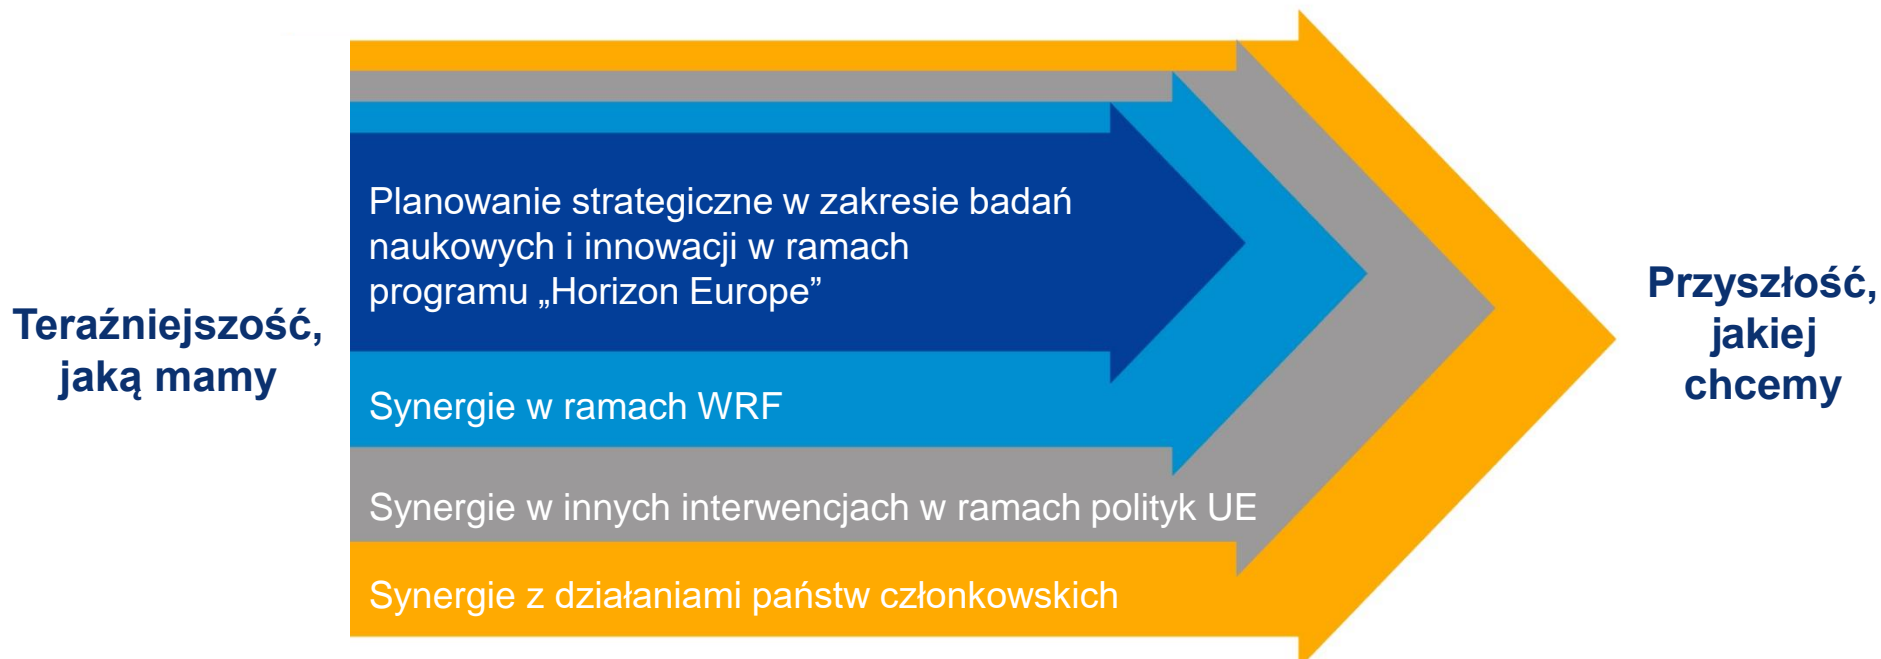 Teraźniejszość,
jaką mamy
Planowanie strategiczne w zakresie badań
naukowych i innowacji w ramach
programu „Horizon Europe”
Synergie w ramach WRF
Synergie w innych interwencjach w ramach polityk UE
Synergie z działaniami państw członkowskich
Przyszłość,
jakiej
chcemy